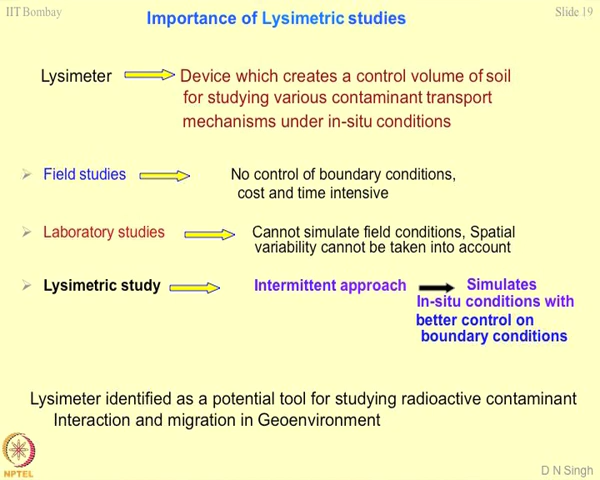 IIT Bombay
Slide 19
Importance of Lysimetric studies
Lysimeter
Device which creates a control volume of soil
for studying various contaminant transport
mechanisms under in-situ conditions
Field studies
No control of boundary conditions,
cost and time intensive
Laboratory studies
Cannot simulate field conditions, Spatial
variability cannot be taken into account
Lysimetric study
Intermittent approach
Simulates
In-situ conditions with
better control on
boundary conditions
Lysimeter identified as a potential tool for studying radioactive contaminant
Interaction and migration in Geoenvironment
NPTEL
D N Singh